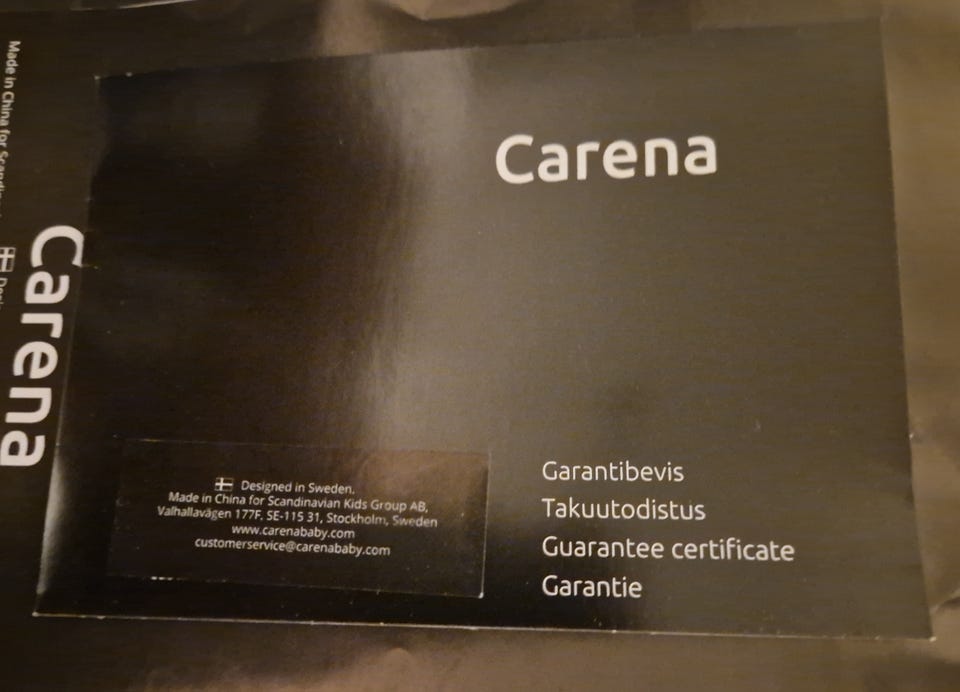 Carena
Garantibevis
Takuutodistus
Guarantee certificate
Garantie
Designed in Sweden.
Made in China for Scandinavian Kids Group AB,
Valhallavägen 177F, SE-115 31, Stockholm, Sweden
www.carenababy.com
customerservice@carenababy.com
Carena
Made in China for